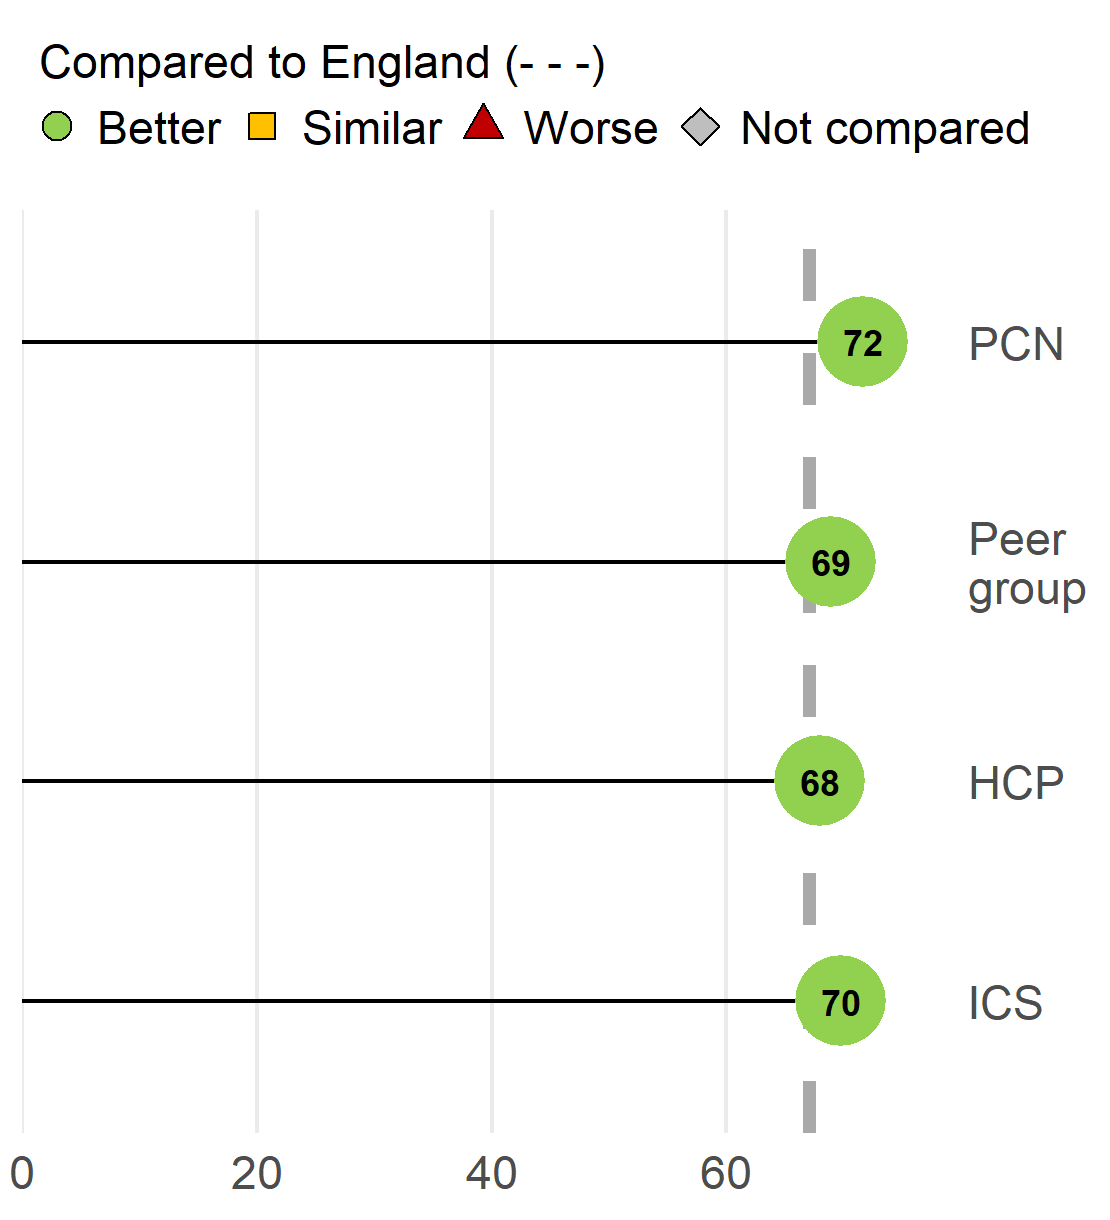 Compared to England (- - -)
Better Similar Worse Not compared
72 PCN
69 Peer
group
68 HCP
70 ICS
0 20 40 60